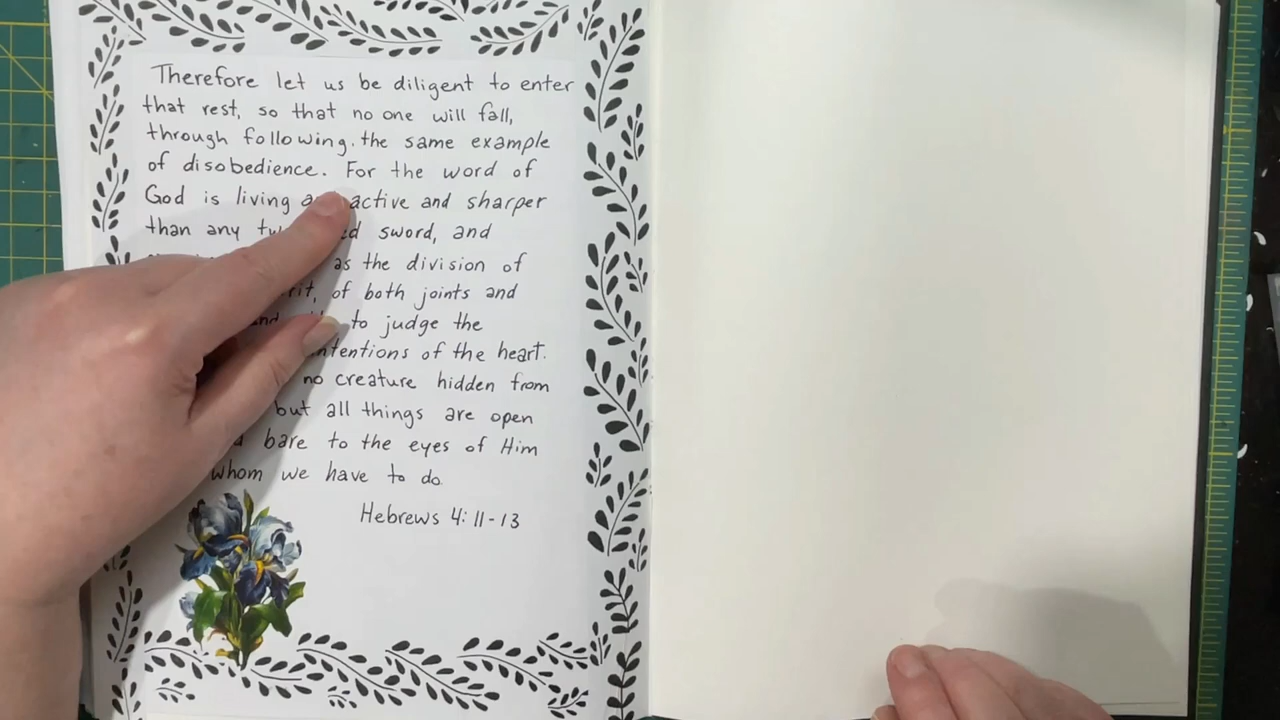 Therefore let us be diligent to enter
that rest, so that no one will fall,
through following. the same example
of disobedience. For the word of
God is living active and sharper
than any sword, and
as the division of
of both joints and
to judge the
intentions of the heart.
no creature hidden from
but all things are open
bare to the eyes of Him
whom we have to do.
Hebrews 4: 11-13